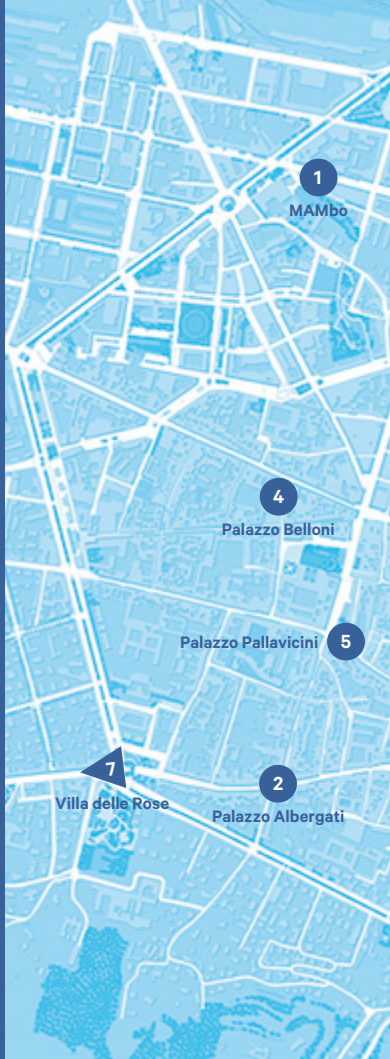 1
MAMbo
4
Palazzo Belloni
Palazzo Pallavicini 5
7
Villa delle Rose
2
Palazzo Albergati